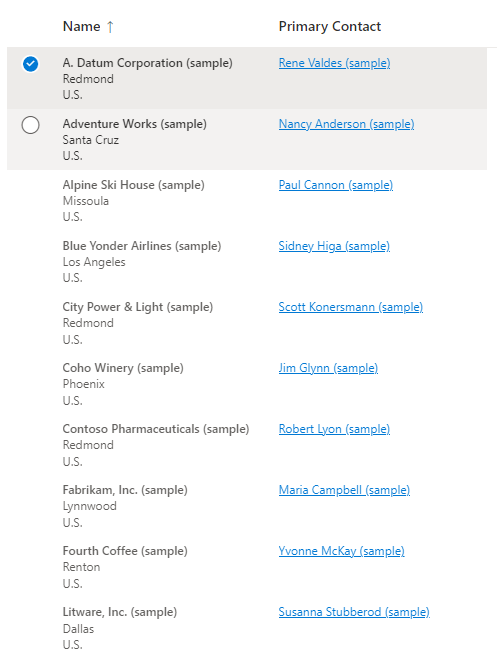 Name ↑ Primary Contact
A. Datum Corporation (sample) Rene Valdes (sample)
Redmond
U.S.
Adventure Works (sample) Nancy Anderson (sample)
Santa Cruz
U.S.
Alpine Ski House (sample) Paul Cannon (sample)
Missoula
U.S.
Blue Yonder Airlines (sample) Sidney Higa (sample)
Los Angeles
U.S.
City Power & Light (sample) Scott Konersmann (sample)
Redmond
U.S.
Coho Winery (sample) Jim Glynn (sample)
Phoenix
U.S.
Contoso Pharmaceuticals (sample) Robert Lyon (sample)
Redmond
U.S.
Fabrikam, Inc. (sample) Maria Campbell (sample)
Lynnwood
U.S.
Fourth Coffee (sample) Yvonne McKay (sample)
Renton
U.S.
Litware, Inc. (sample) Susanna Stubberod (sample)
Dallas
U.S.